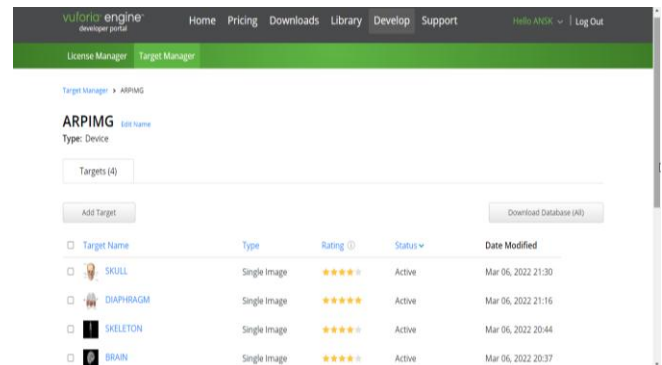 vuforia engine™
developer portal
Home Pricing Downloads Library Develop Support
Hello ANSK | Log Out
License Manager Target Manager
Target Manager > ARPIMG
ARPIMG Edit Name
Type: Device
Targets (4)
Add Target
Download Database (All)
Target Name Type Rating Status Date Modified
SKULL Single Image Active Mar 06, 2022 21:30
DIAPHRAGM Single Image Active Mar 06, 2022 21:16
SKELETON Single Image Active Mar 06, 2022 20:44
BRAIN Single Image Active Mar 06, 2022 20:37